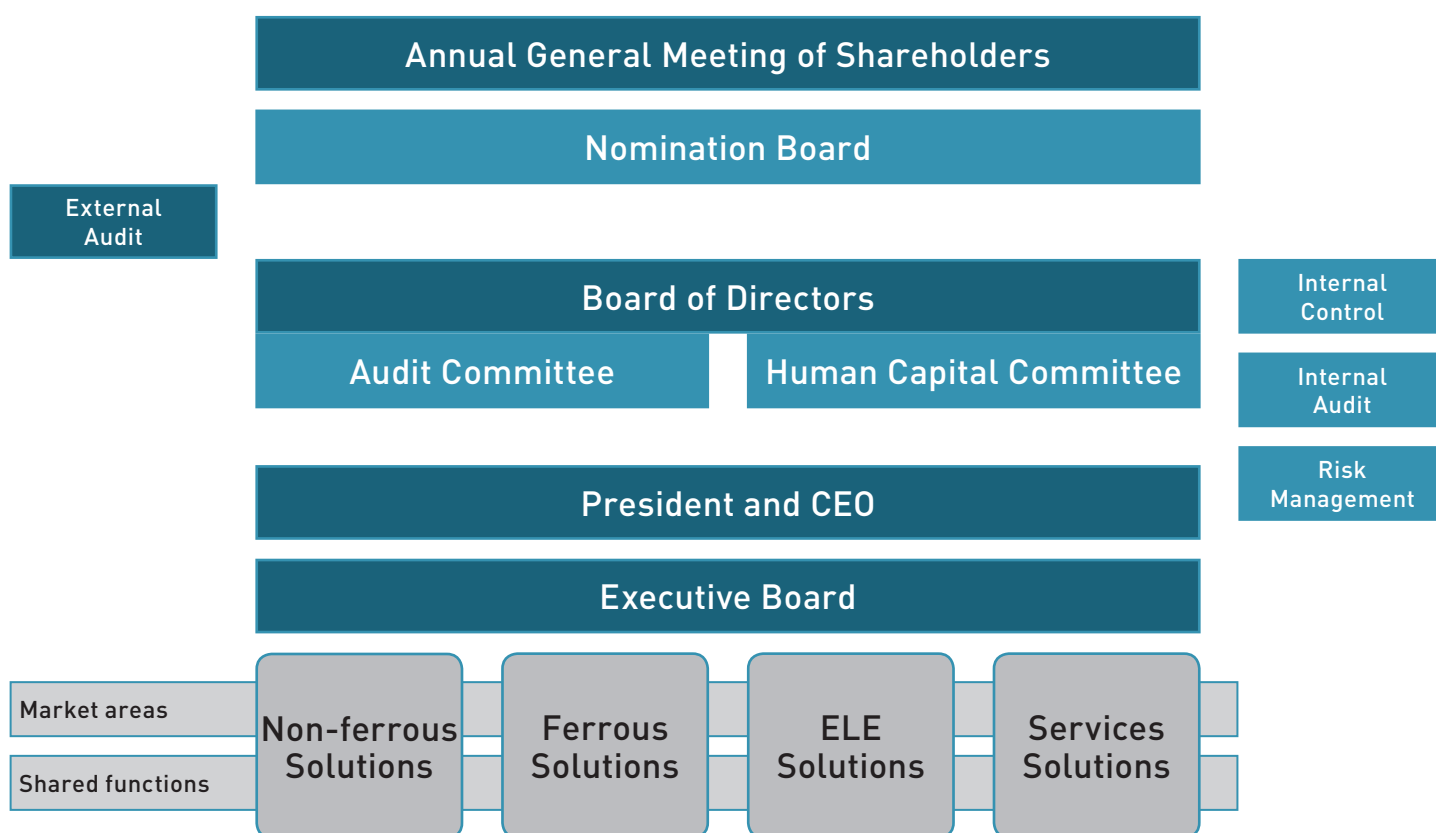 Annual General Meeting of Shareholders
Nomination Board
External
Audit
Board of Directors
Audit Committee
Human Capital Committee
Internal
Control
Internal
Audit
Risk
Management
President and CEO
Executive Board
Market areas
Shared functions
Non-ferrous
Solutions
Ferrous
Solutions
ELE
Solutions
Services
Solutions